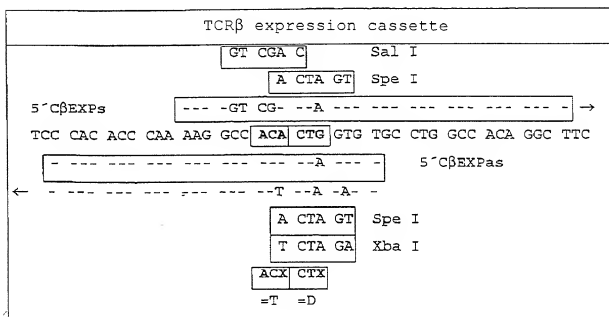 TCRβ expression cassette
GT CGA C Sal I
A CTA GT Spe I
5´CβEXPs - --- -GT CG- ---A --- --- --- --- --- --- --- →
TCC CAC ACC CAA AAG GCC ACA CTG GTG TGC CTG GCC ACA GGC TTC
- --- --- --- --- --- --- --A --- --- 5´CβEXPas
← - --- --- --- --- --- --T --A -A- -
A CTA GT Spe I
T CTA GA Xba I
ACX CTX
=T =D